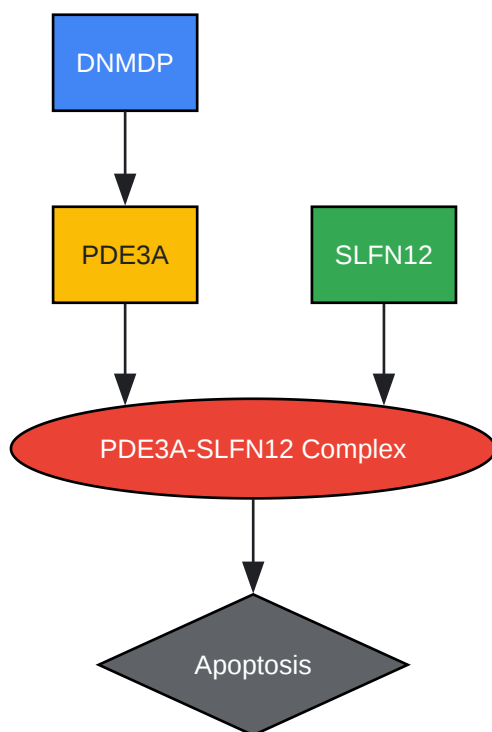 DNMDP
PDE3A
SLFN12
PDE3A-SLFN12 Complex
Apoptosis